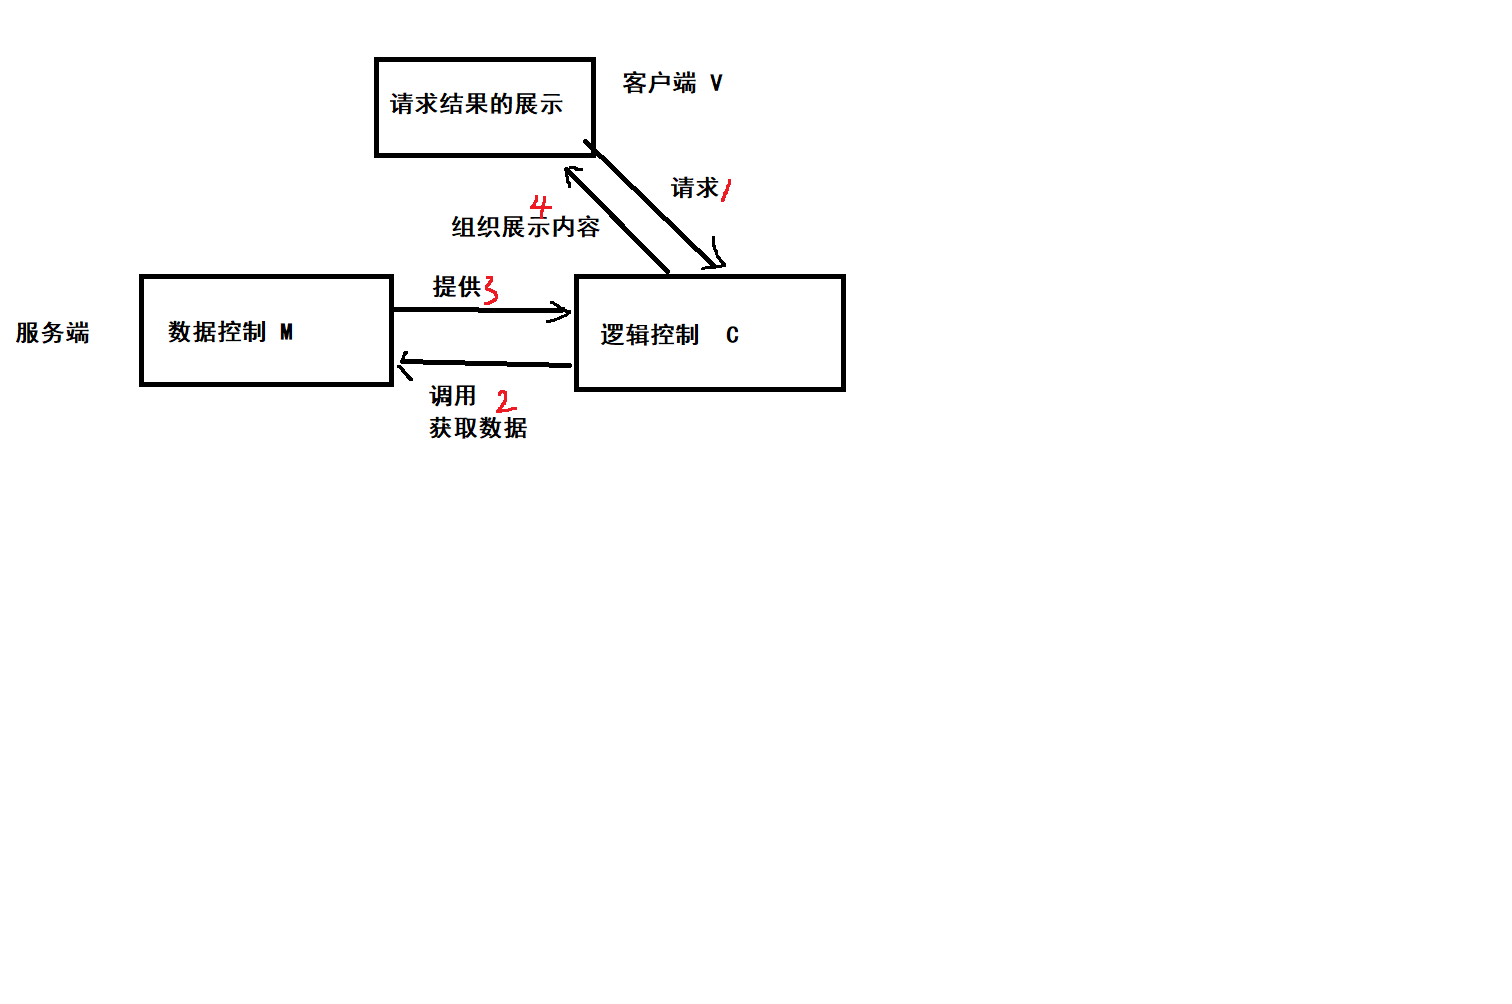 请求结果的展示
客户端 V
请求1
4
组织展示内容
提供3
服务端
数据控制 M
逻辑控制 C
调用 2
获取数据